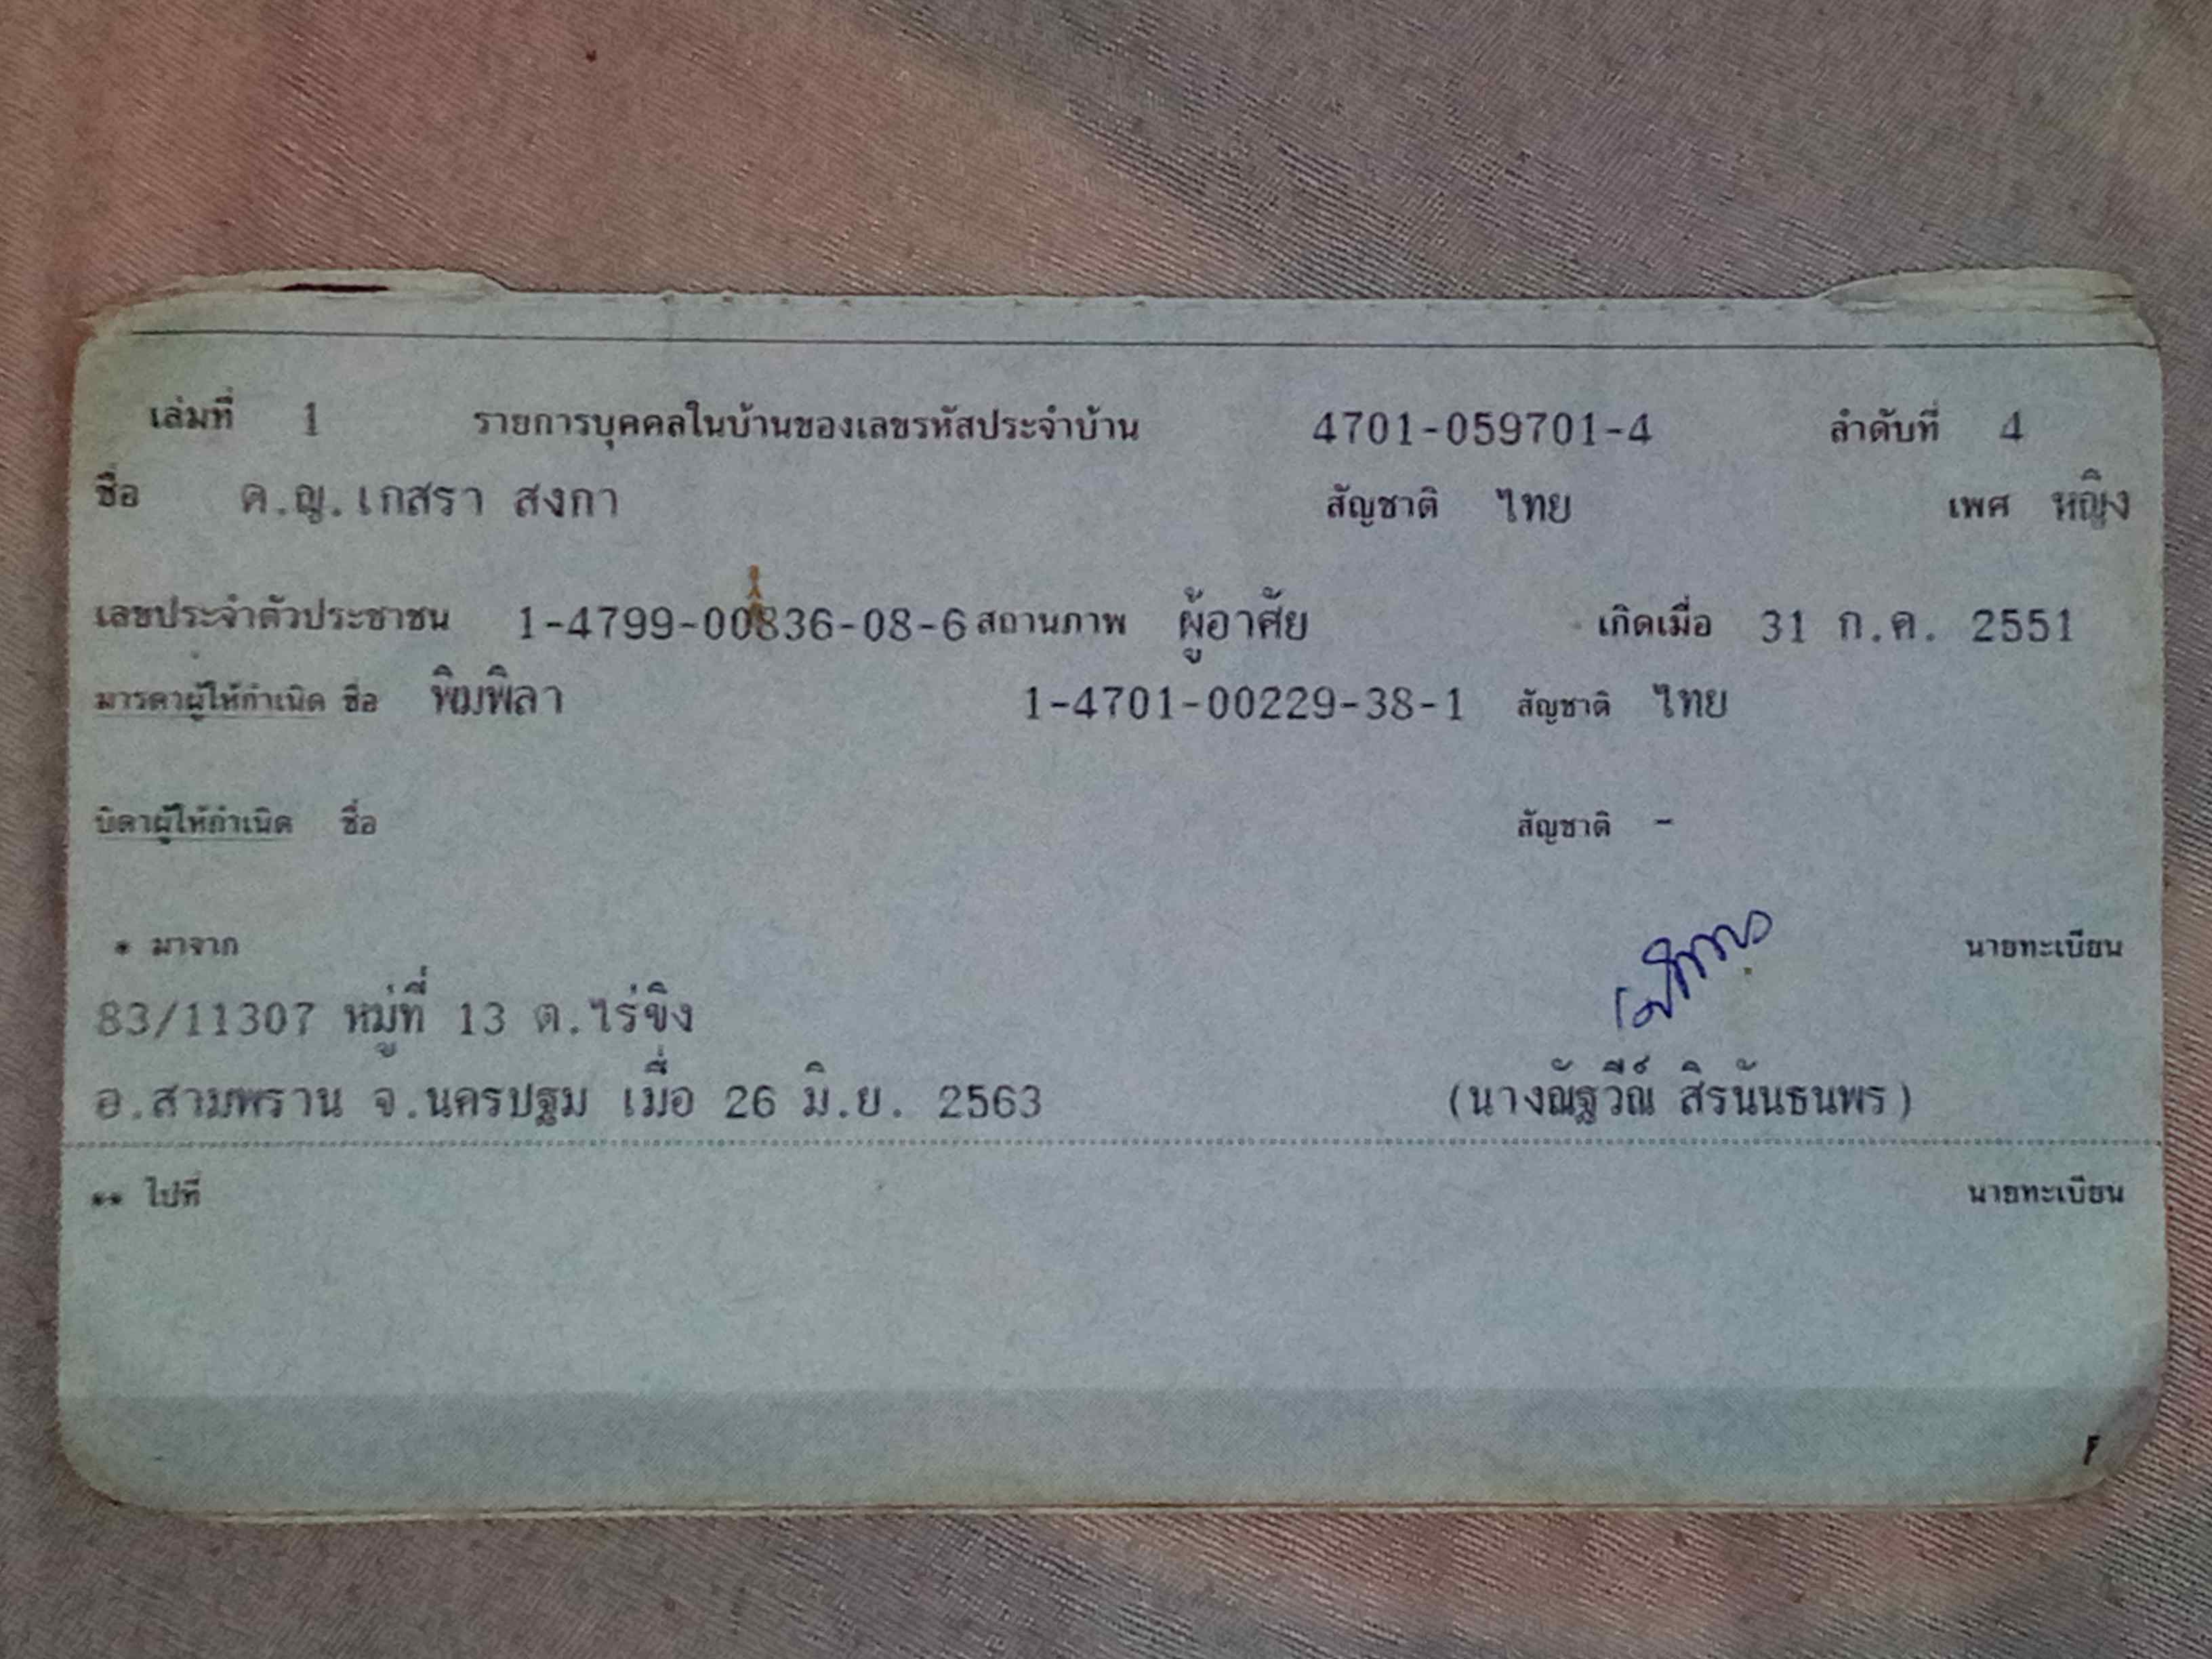 เล่มที่ 1 รายการบุคคลในบ้านของเลขรหัสประจำบ้าน 4701-059701-4 ลำดับที่ 4
ชื่อ ด.ญ.เกสรา สงกา สัญชาติ ไทย เพศ หญิง
เลขประจำตัวประชาชน 1-4799-00836-08-6 สถานภาพ ผู้อาศัย เกิดเมื่อ 31 ก.ค. 2551
มารดาผู้ให้กำเนิด ชื่อ พิมพิลา 1-4701-00229-38-1 สัญชาติ ไทย
บิดาผู้ให้กำเนิด ชื่อ สัญชาติ -
* มาจาก นายทะเบียน
83/11307 หมู่ที่ 13 ต.ไร่ขิง
อ.สามพราน จ.นครปฐม เมื่อ 26 มิ.ย. 2563 (นางณัฐวีณ์ สิรนันธนพร)
** ไปที่ นายทะเบียน